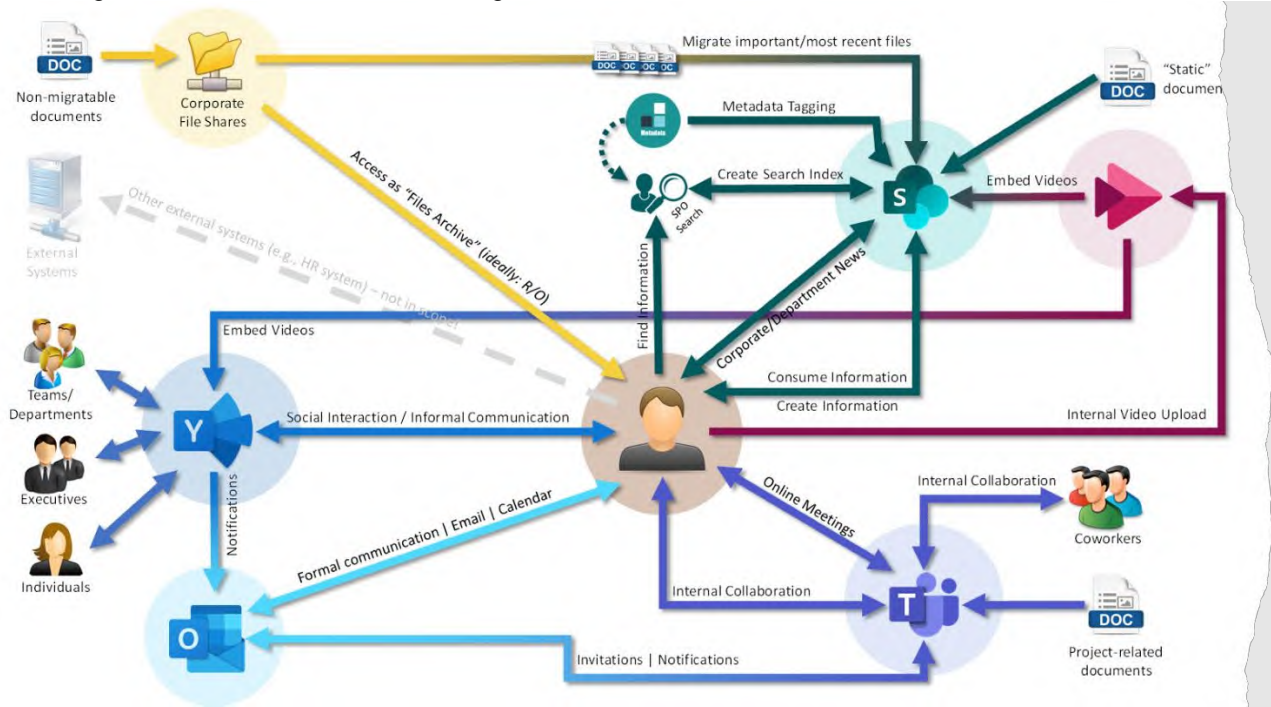 DOC
Non-migratable
documents
Corporate
File Shares
DOC DOC DOC DOC
Migrate important/most recent files
DOC
"Static"
documen
Metadata
Metadata Tagging
Access as "Files Archive" (ideally: R/O)
Other external systems (e.g., HR system) – not in scope!
External
Systems
SPO
Search
Create Search Index
S
Embed Videos
Find Information
Corporate/Department News
Embed Videos
Teams/
Departments
Y
Social Interaction / Informal Communication
Consume Information
Create Information
Internal Video Upload
Executives
Individuals
Notifications
Formal communication | Email | Calendar
Online Meetings
Internal Collaboration
Coworkers
Internal Collaboration
T
DOC
Project-related
documents
O
Invitations | Notifications